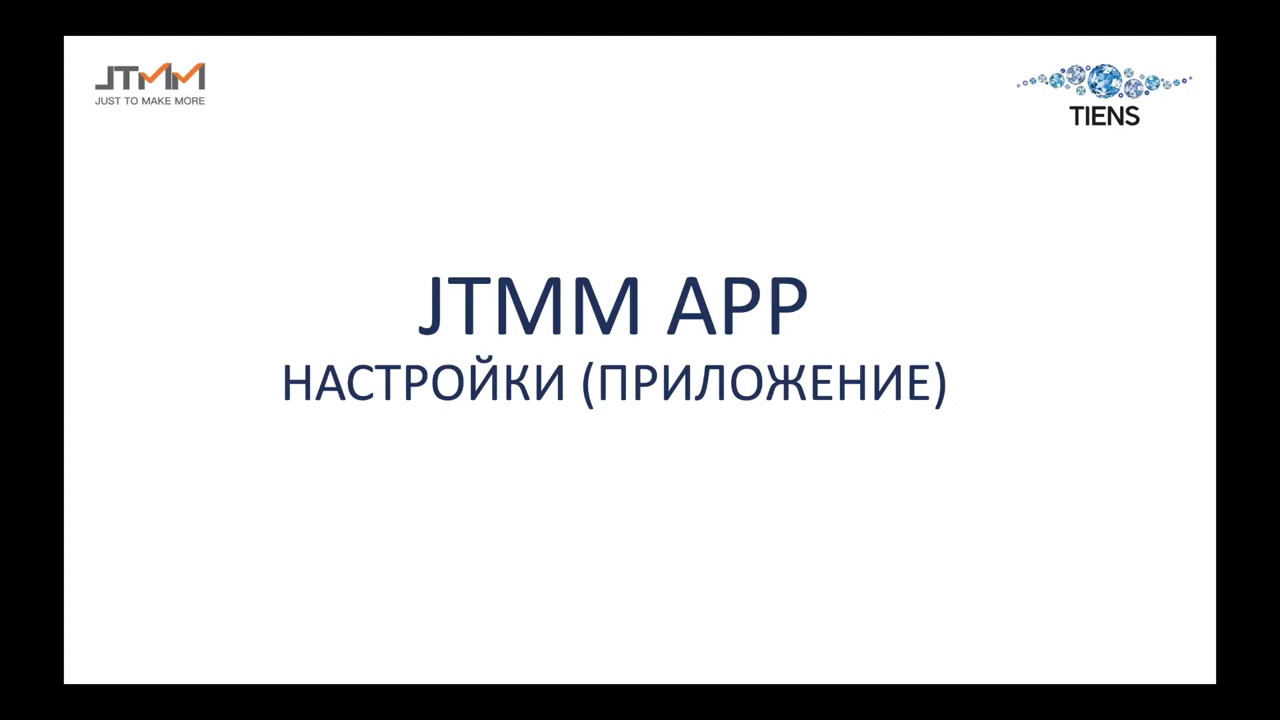 JTMM
JUST TO MAKE MORE
TIENS
JTMM APP
НАСТРОЙКИ (ПРИЛОЖЕНИЕ)